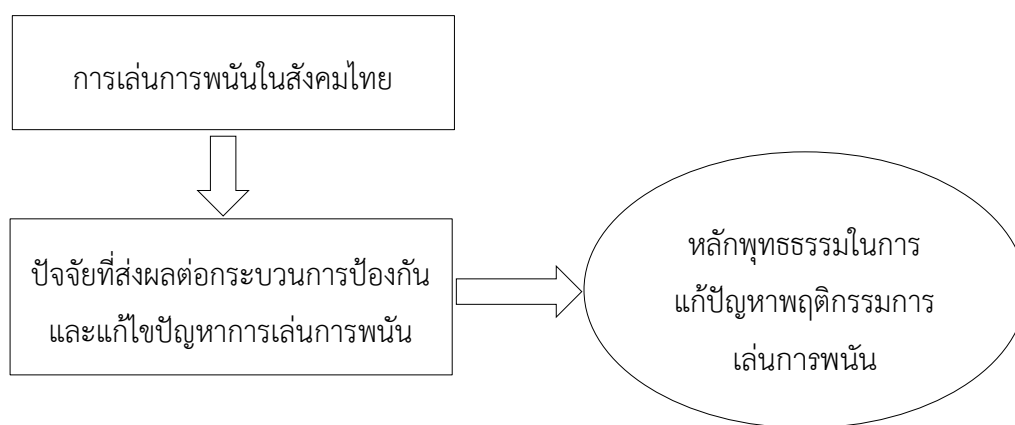 การเล่นการพนันในสังคมไทย
ปัจจัยที่ส่งผลต่อกระบวนการป้องกัน
และแก้ไขปัญหาการเล่นการพนัน
หลักพุทธธรรมในการ
แก้ปัญหาพฤติกรรมการ
เล่นการพนัน